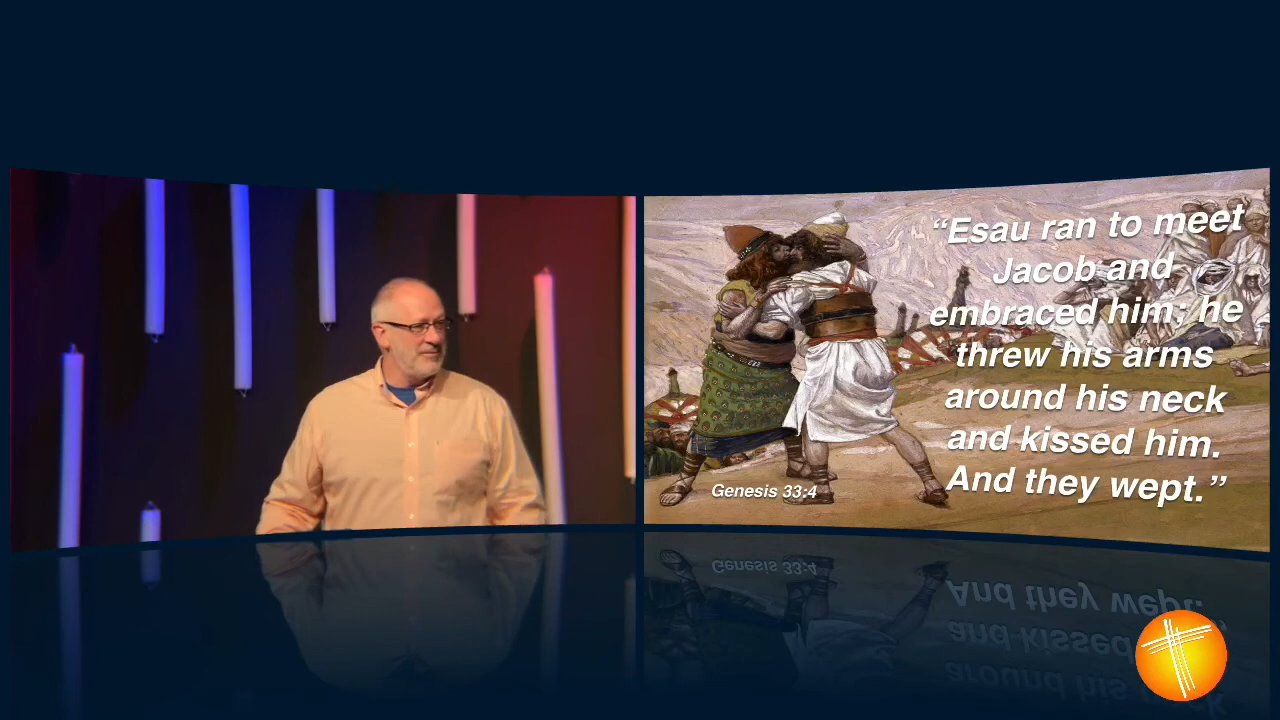 “Esau ran to meet
Jacob and
embraced him; he
threw his arms
around his neck
and kissed him.
And they wept.”
Genesis 33:4